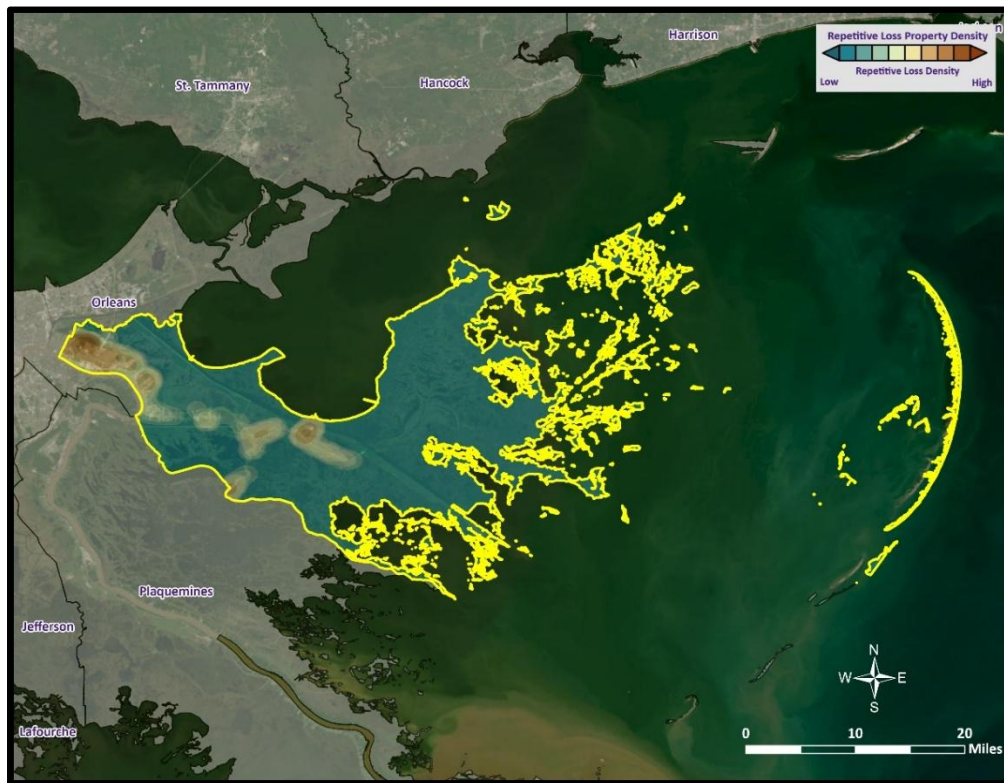 Harrison
Repetitive Loss Property Density
Repetitive Loss Density
Low
High
St. Tammany
Hancock
Orleans
Plaquemines
Jefferson
Lafourche
N
W
E
S
0
10
20
Miles